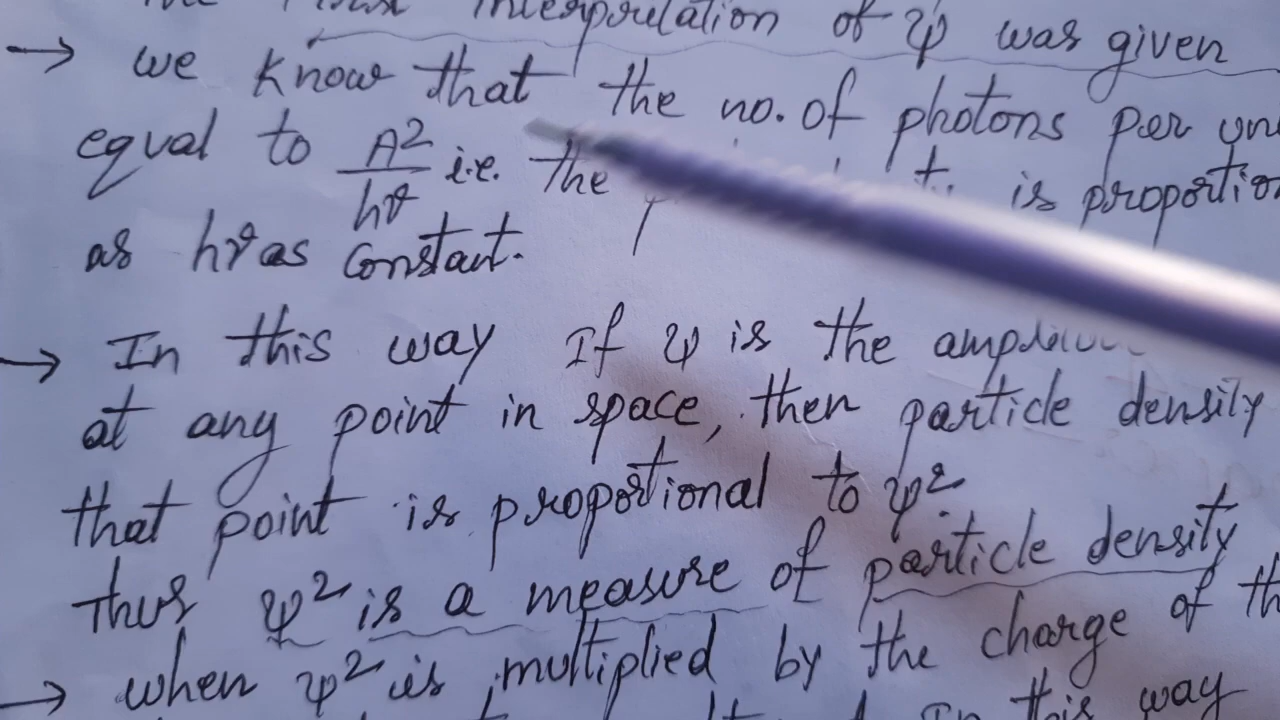 interpretation of ψ was given
→ we know that the no. of photons per
equal to A²/hν i.e. the is
as hν as constant.
→ In this way If ψ is the
at any point in space, then particle density
that point is proportional to ψ².
Thus ψ² is a measure of particle density
→ when ψ² is multiplied by the charge of
In this way